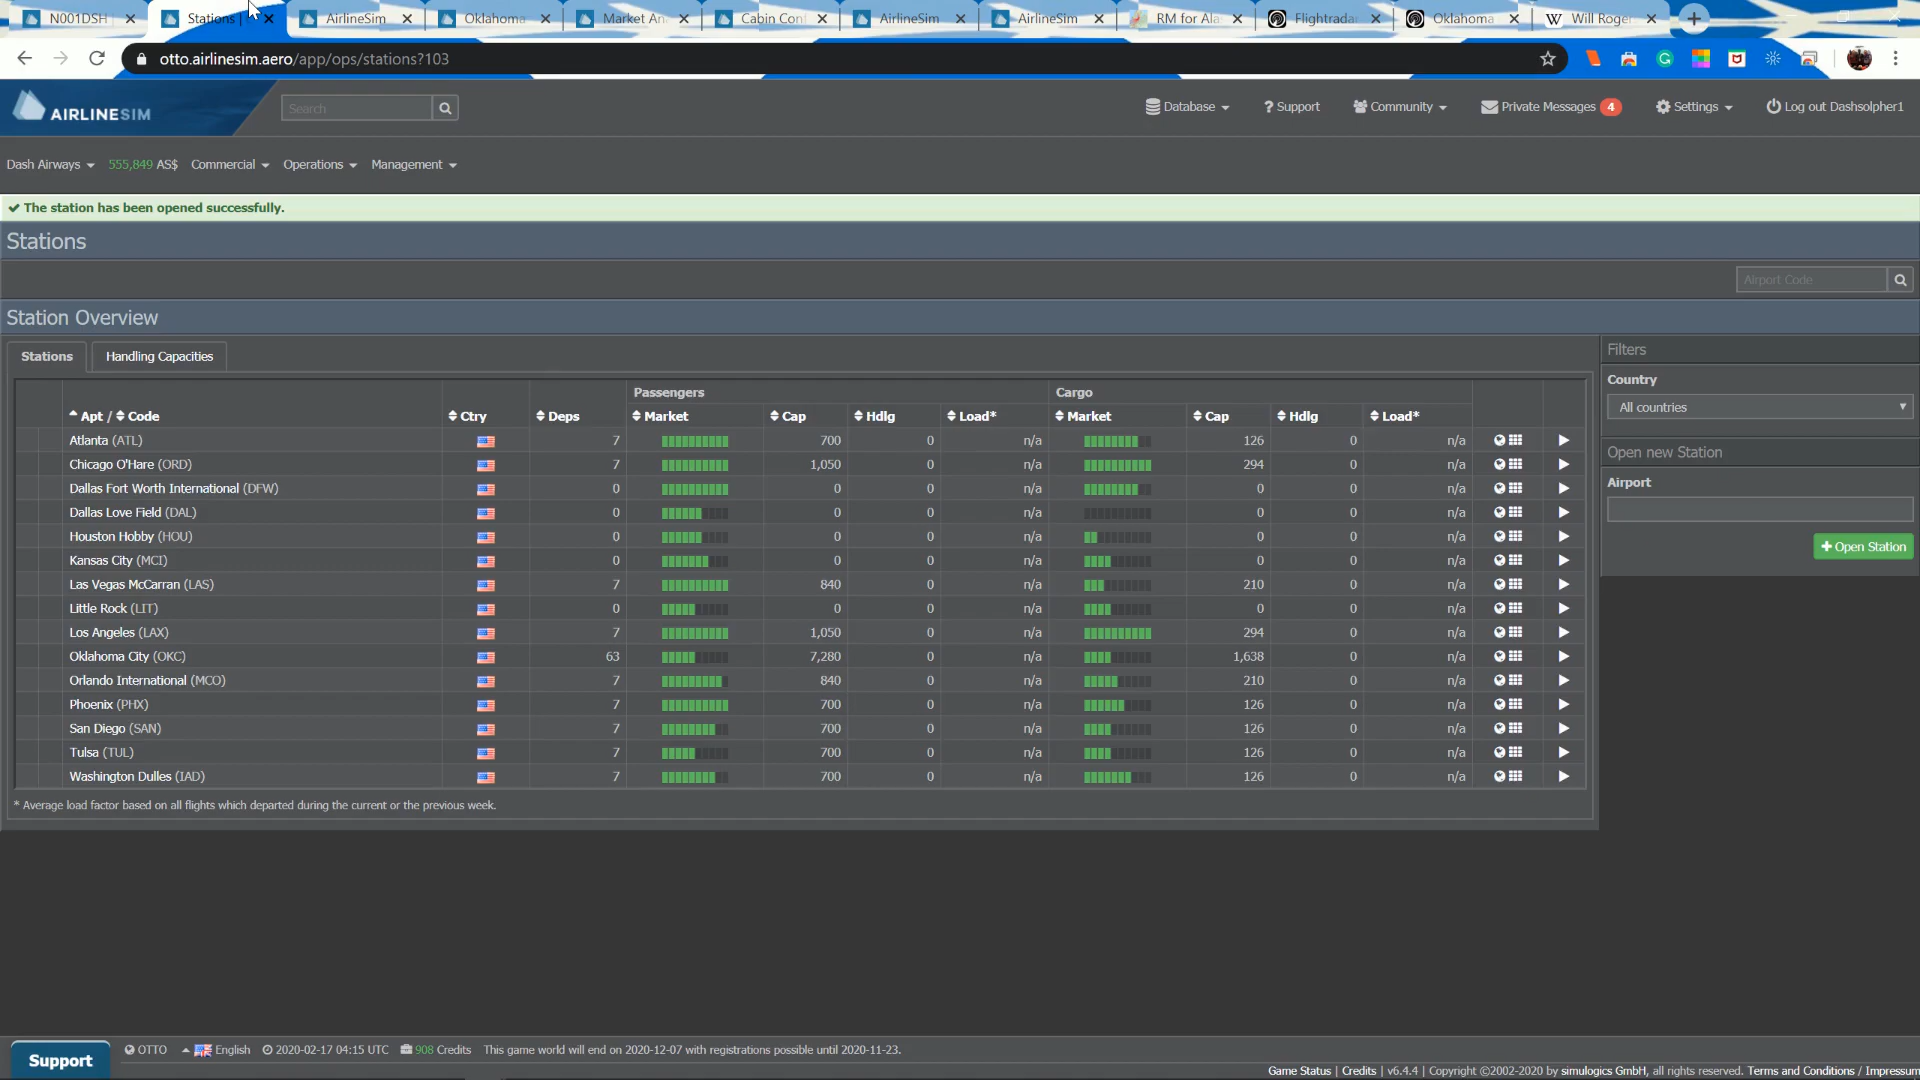 N001DSH
Stations |
AirlineSim
Oklahoma
Market An
Cabin Con
AirlineSim
AirlineSim
RM for Ala
Flightradar
Oklahoma
Will Roger
otto.airlinesim.aero/app/ops/stations?103
AIRLINESIM
Search
Database
? Support
Community
Private Messages 4
Settings
Log out Dashsolpher1
Dash Airways 555,849 AS$ Commercial Operations Management
The station has been opened successfully.
Stations
Airport Code
Station Overview
Stations Handling Capacities
Filters
Country
All countries
Open new Station
Airport
Open Station
Passengers Cargo
Apt / Code Ctry Deps Market Cap Hdlg Load* Market Cap Hdlg Load*
Atlanta (ATL) 7 700 0 n/a 126 0 n/a
Chicago O'Hare (ORD) 7 1,050 0 n/a 294 0 n/a
Dallas Fort Worth International (DFW) 0 0 0 n/a 0 0 n/a
Dallas Love Field (DAL) 0 0 0 n/a 0 0 n/a
Houston Hobby (HOU) 0 0 0 n/a 0 0 n/a
Kansas City (MCI) 0 0 0 n/a 0 0 n/a
Las Vegas McCarran (LAS) 7 840 0 n/a 210 0 n/a
Little Rock (LIT) 0 0 0 n/a 0 0 n/a
Los Angeles (LAX) 7 1,050 0 n/a 294 0 n/a
Oklahoma City (OKC) 63 7,280 0 n/a 1,638 0 n/a
Orlando International (MCO) 7 840 0 n/a 210 0 n/a
Phoenix (PHX) 7 700 0 n/a 126 0 n/a
San Diego (SAN) 7 700 0 n/a 126 0 n/a
Tulsa (TUL) 7 700 0 n/a 126 0 n/a
Washington Dulles (IAD) 7 700 0 n/a 126 0 n/a
* Average load factor based on all flights which departed during the current or the previous week.
Support
OTTO English 2020-02-17 04:15 UTC 908 Credits This game world will end on 2020-12-07 with registrations possible until 2020-11-23.
Game Status | Credits | v6.4.4 | Copyright ©2002-2020 by simulogics GmbH, all rights reserved. Terms and Conditions / Impressum